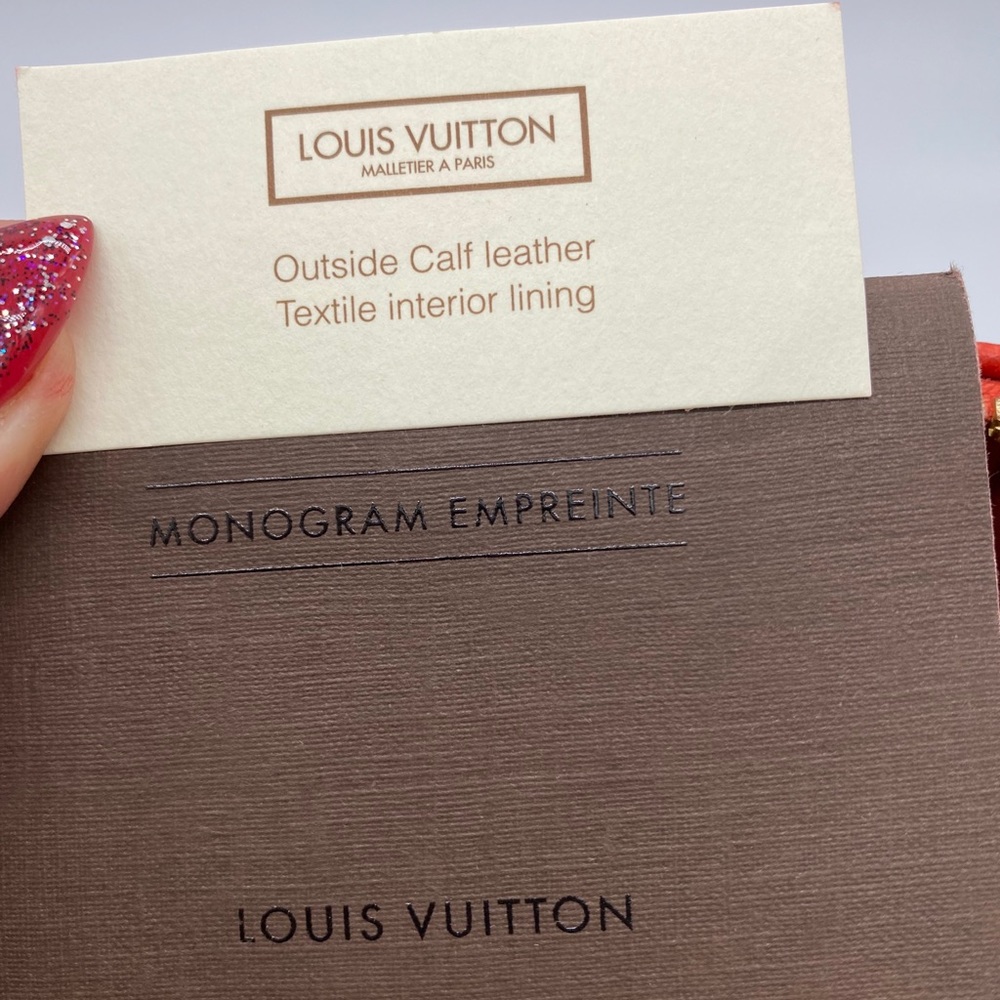 LOUIS VUITTON
MALLETIER A PARIS
Outside Calf leather
Textile interior lining
MONOGRAM EMPREINTE
LOUIS VUITTON